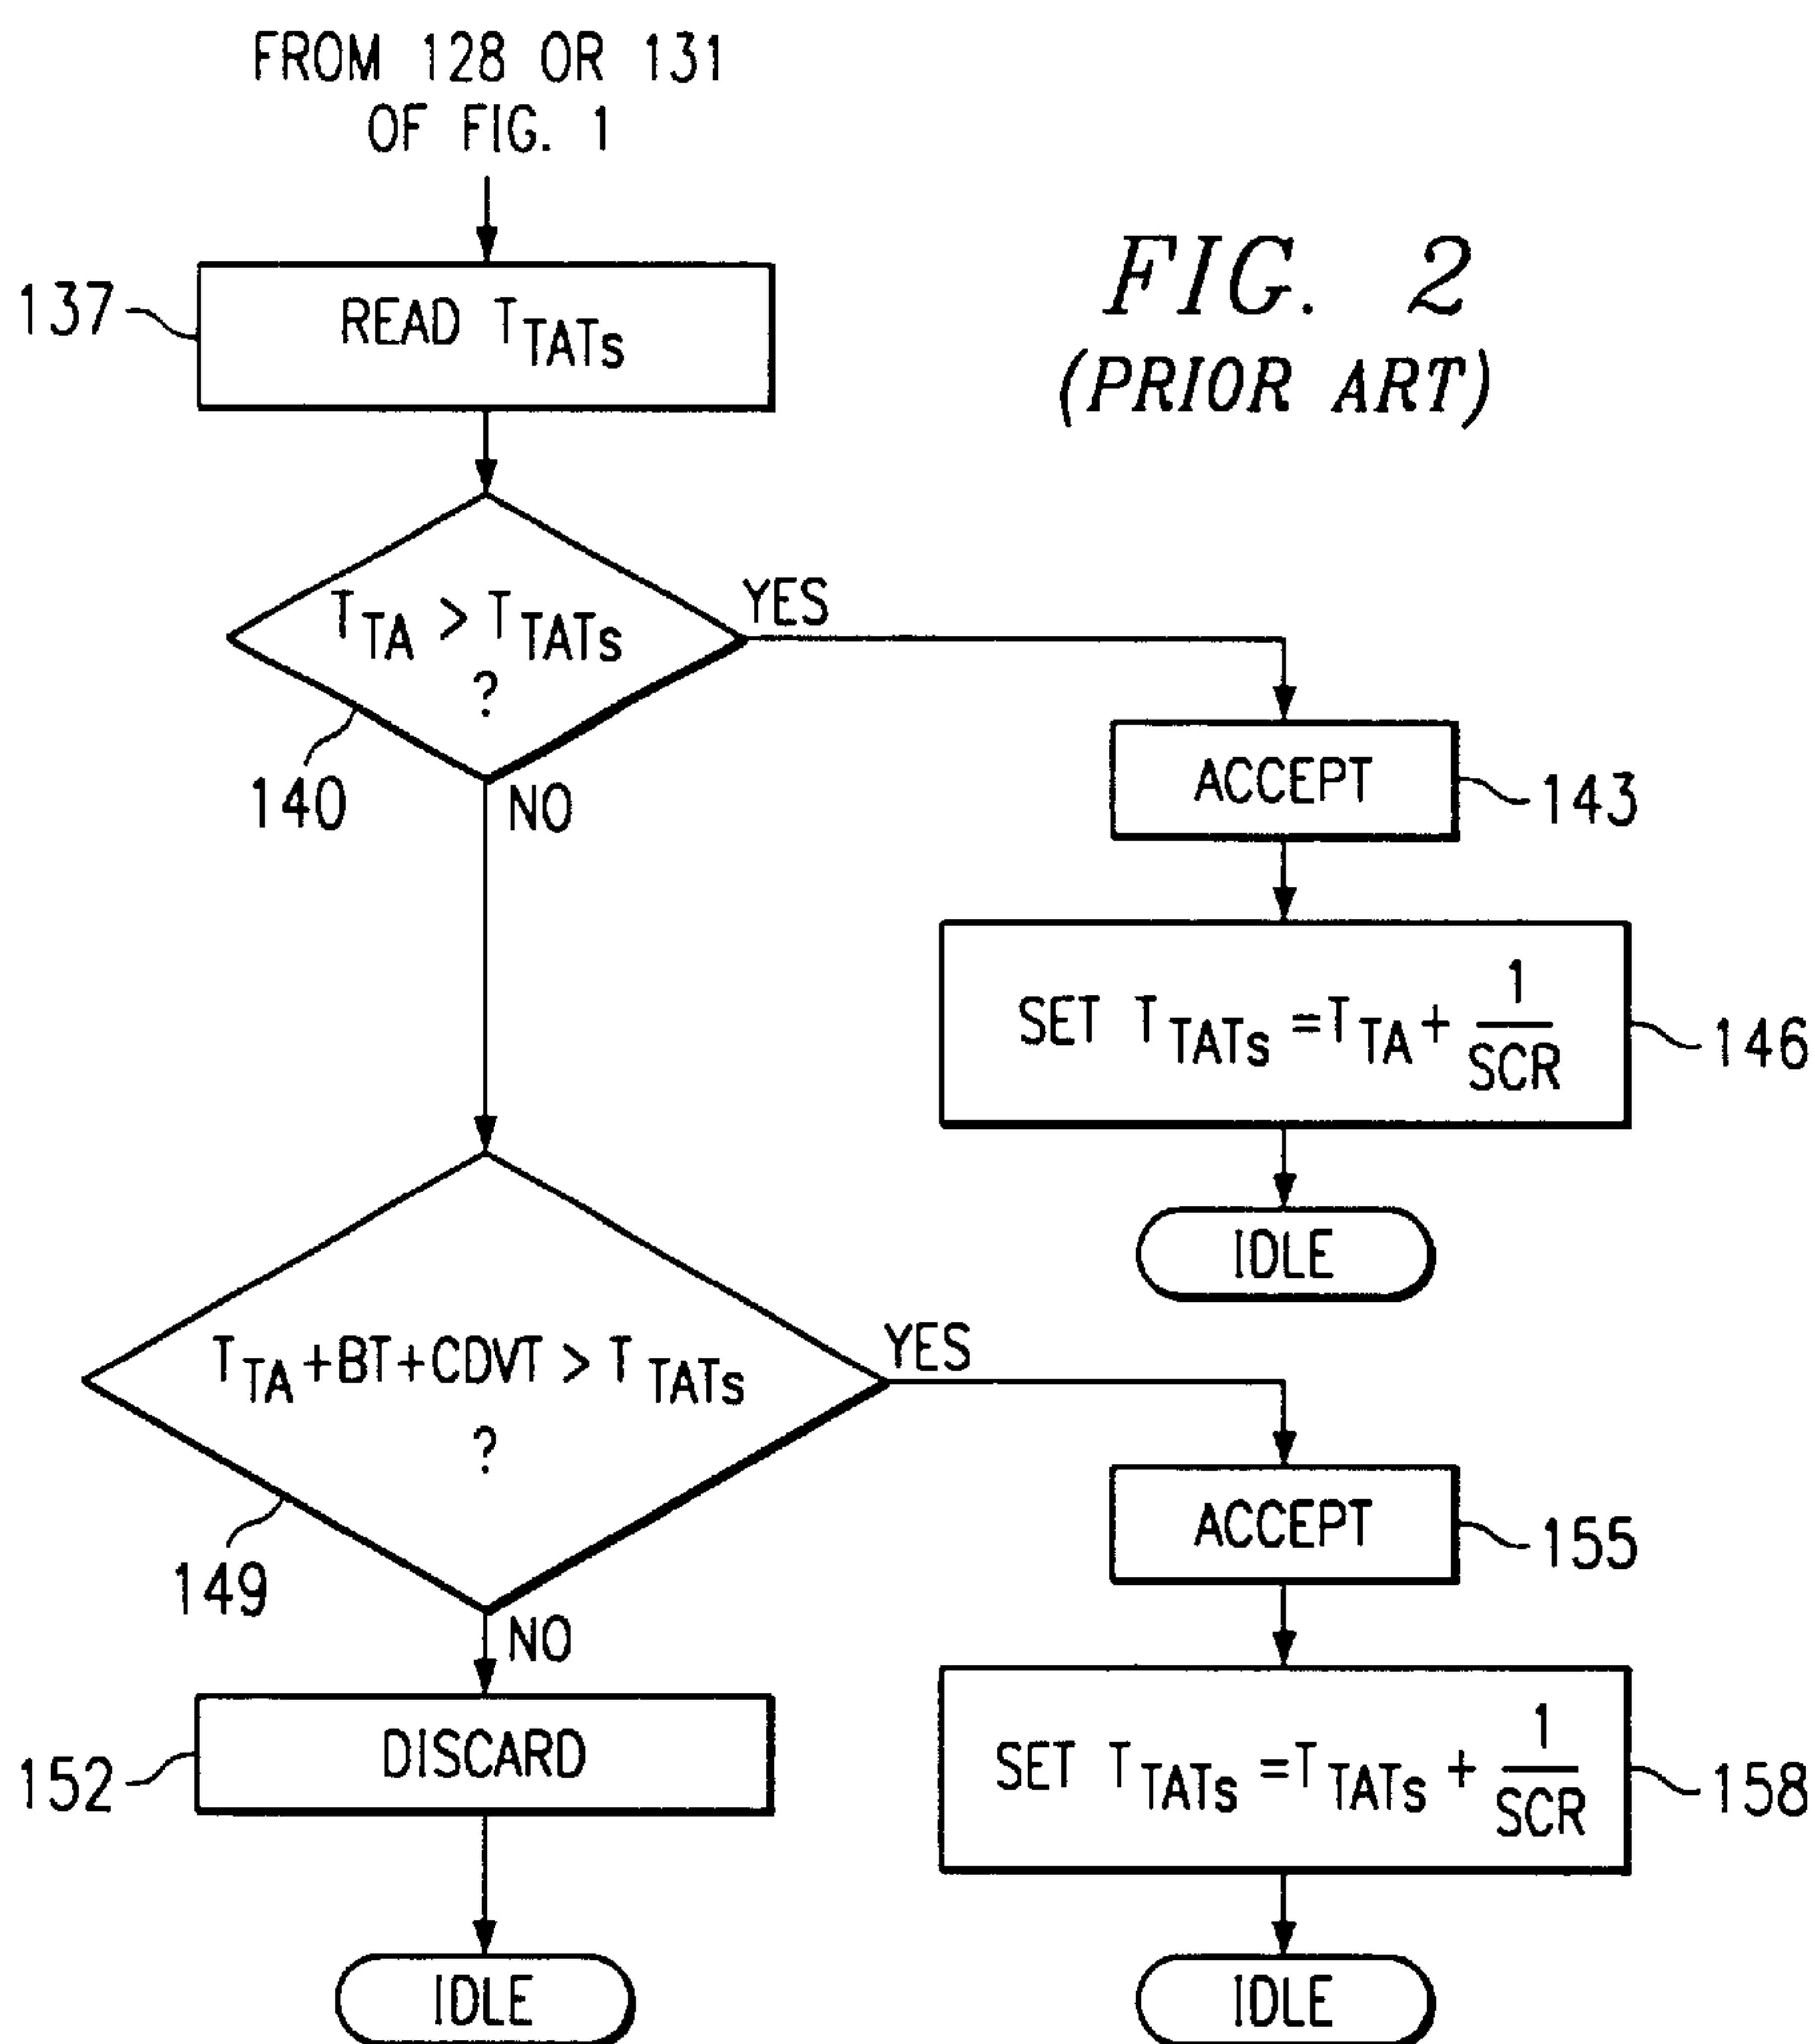 FROM 128 OR 131
OF FIG. 1
FIG. 2
(PRIOR ART)
137
READ T_TATs
T_TA > T_TATs
?
YES
140
NO
ACCEPT
143
SET T_TATs = T_TA + 1/SCR
146
IDLE
T_TA + BT + CDVT > T_TATs
?
YES
149
NO
ACCEPT
155
DISCARD
152
SET T_TATs = T_TATs + 1/SCR
158
IDLE
IDLE